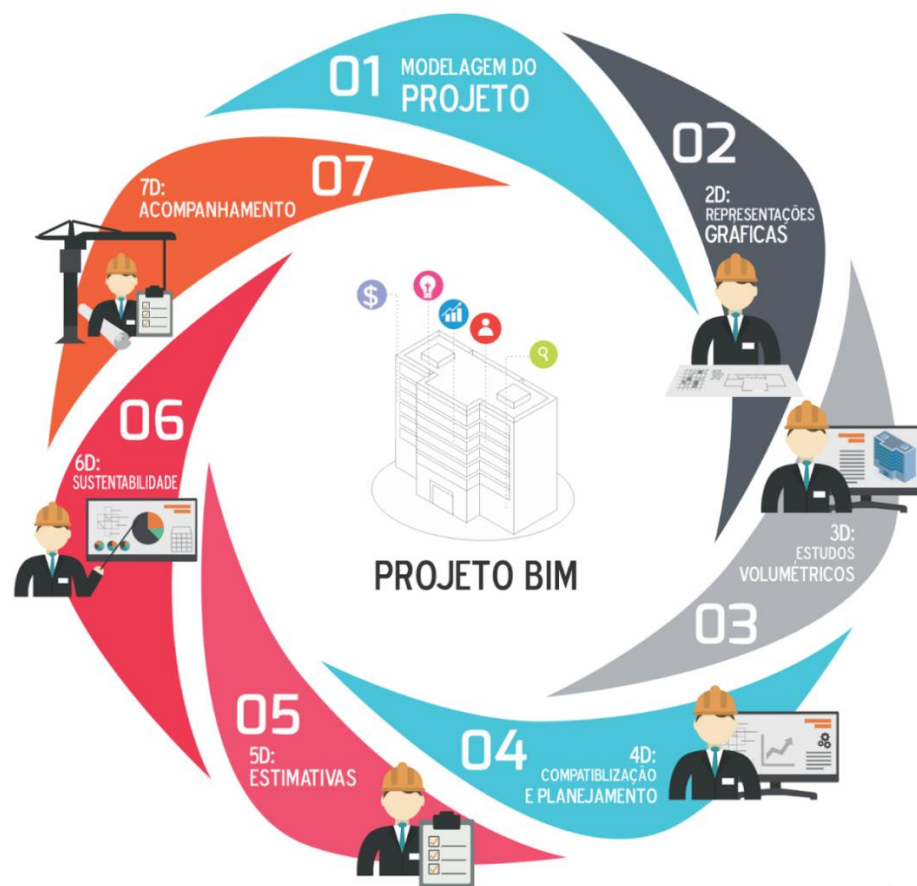 01
MODELAGEM DO
PROJETO
02
2D:
REPRESENTAÇÕES
GRÁFICAS
3D:
ESTUDOS
VOLUMÉTRICOS
03
04
4D:
COMPATIBLIZAÇÃO
E PLANEJAMENTO
05
5D:
ESTIMATIVAS
06
6D:
SUSTENTABILIDADE
07
7D:
ACOMPANHAMENTO
$
PROJETO BIM